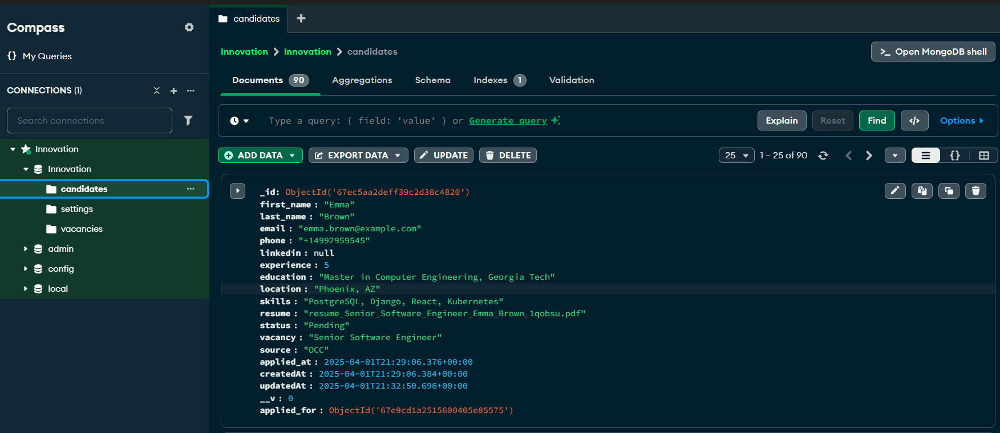 Compass
My Queries
CONNECTIONS (1)
Search connections
Innovation
Innovation
candidates
settings
vacancies
admin
config
local
candidates
Innovation > Innovation > candidates
>_ Open MongoDB shell
Documents 90 Aggregations Schema Indexes 1 Validation
Type a query: { field: 'value' } or Generate query
Explain Reset Find </> Options
ADD DATA EXPORT DATA UPDATE DELETE
25 1 – 25 of 90 {}
_id: ObjectId('67ec5aa2deff39c2d38c4820')
first_name : "Emma"
last_name : "Brown"
email : "emma.brown@example.com"
phone : "+14992959545"
linkedin : null
experience : 5
education : "Master in Computer Engineering, Georgia Tech"
location : "Phoenix, AZ"
skills : "PostgreSQL, Django, React, Kubernetes"
resume : "resume_Senior_Software_Engineer_Emma_Brown_1qobsu.pdf"
status : "Pending"
vacancy : "Senior Software Engineer"
source : "OCC"
applied_at : 2025-04-01T21:29:06.376+00:00
createdAt : 2025-04-01T21:29:06.384+00:00
updatedAt : 2025-04-01T21:32:50.696+00:00
__v : 0
applied_for : ObjectId('67e9cd1a2515600405e85575')